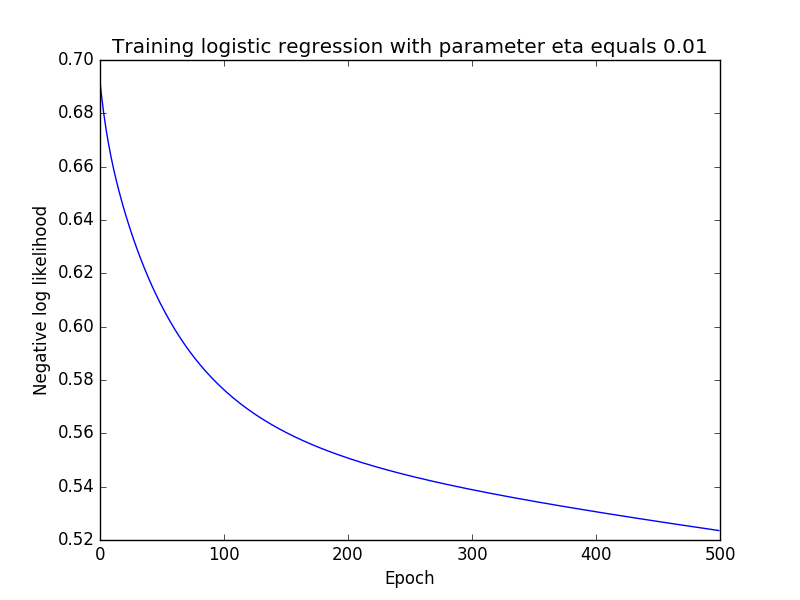 Training logistic regression with parameter eta equals 0.01
0.70
0.68
0.66
0.64
0.62
0.60
0.58
0.56
0.54
0.52
Negative log likelihood
0 100 200 300 400 500
Epoch